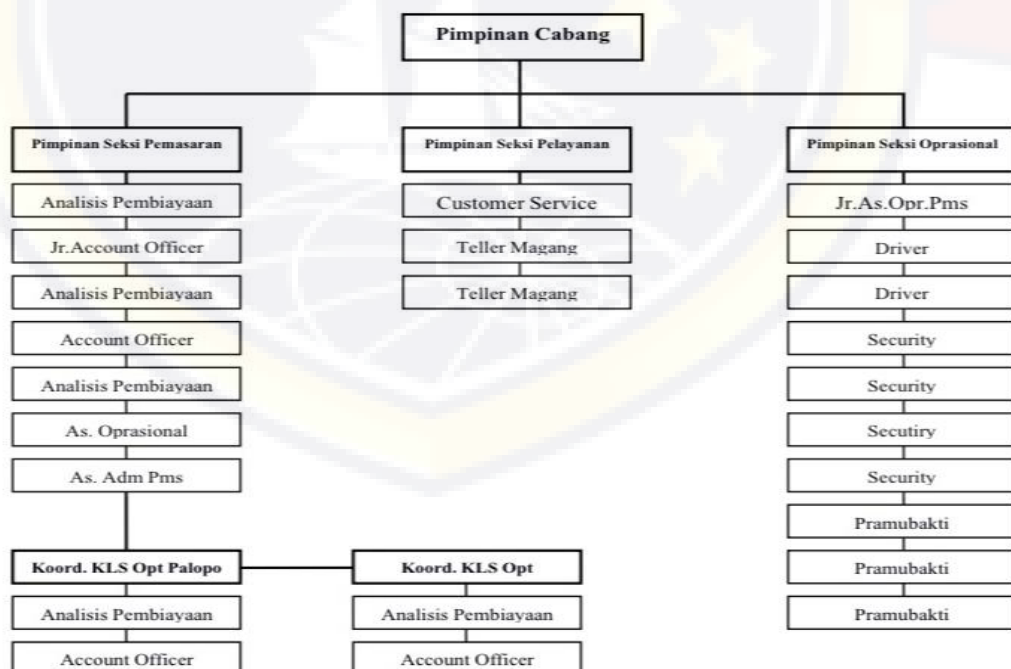 Pimpinan Cabang
Pimpinan Seksi Pemasaran
Analisis Pembiayaan
Jr.Account Officer
Analisis Pembiayaan
Account Officer
Analisis Pembiayaan
As. Oprasional
As. Adm Pms
Koord. KLS Opt Palopo
Analisis Pembiayaan
Account Officer
Koord. KLS Opt
Analisis Pembiayaan
Account Officer
Pimpinan Seksi Pelayanan
Customer Service
Teller Magang
Teller Magang
Pimpinan Seksi Oprasional
Jr.As.Opr.Pms
Driver
Driver
Security
Security
Secutiry
Security
Pramubakti
Pramubakti
Pramubakti